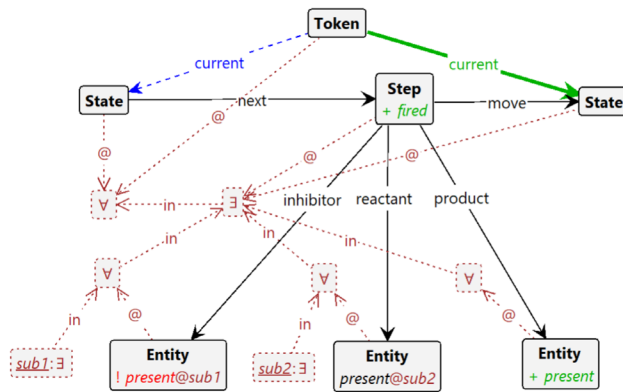 Token
current
current
State
next
Step
+ fired
move
State
@
@
@
@
∀
in
∃
inhibitor
reactant
product
in
in
in
∀
∀
∀
in
@
in
@
@
sub1:∃
Entity
! present@sub1
sub2:∃
Entity
present@sub2
Entity
+ present